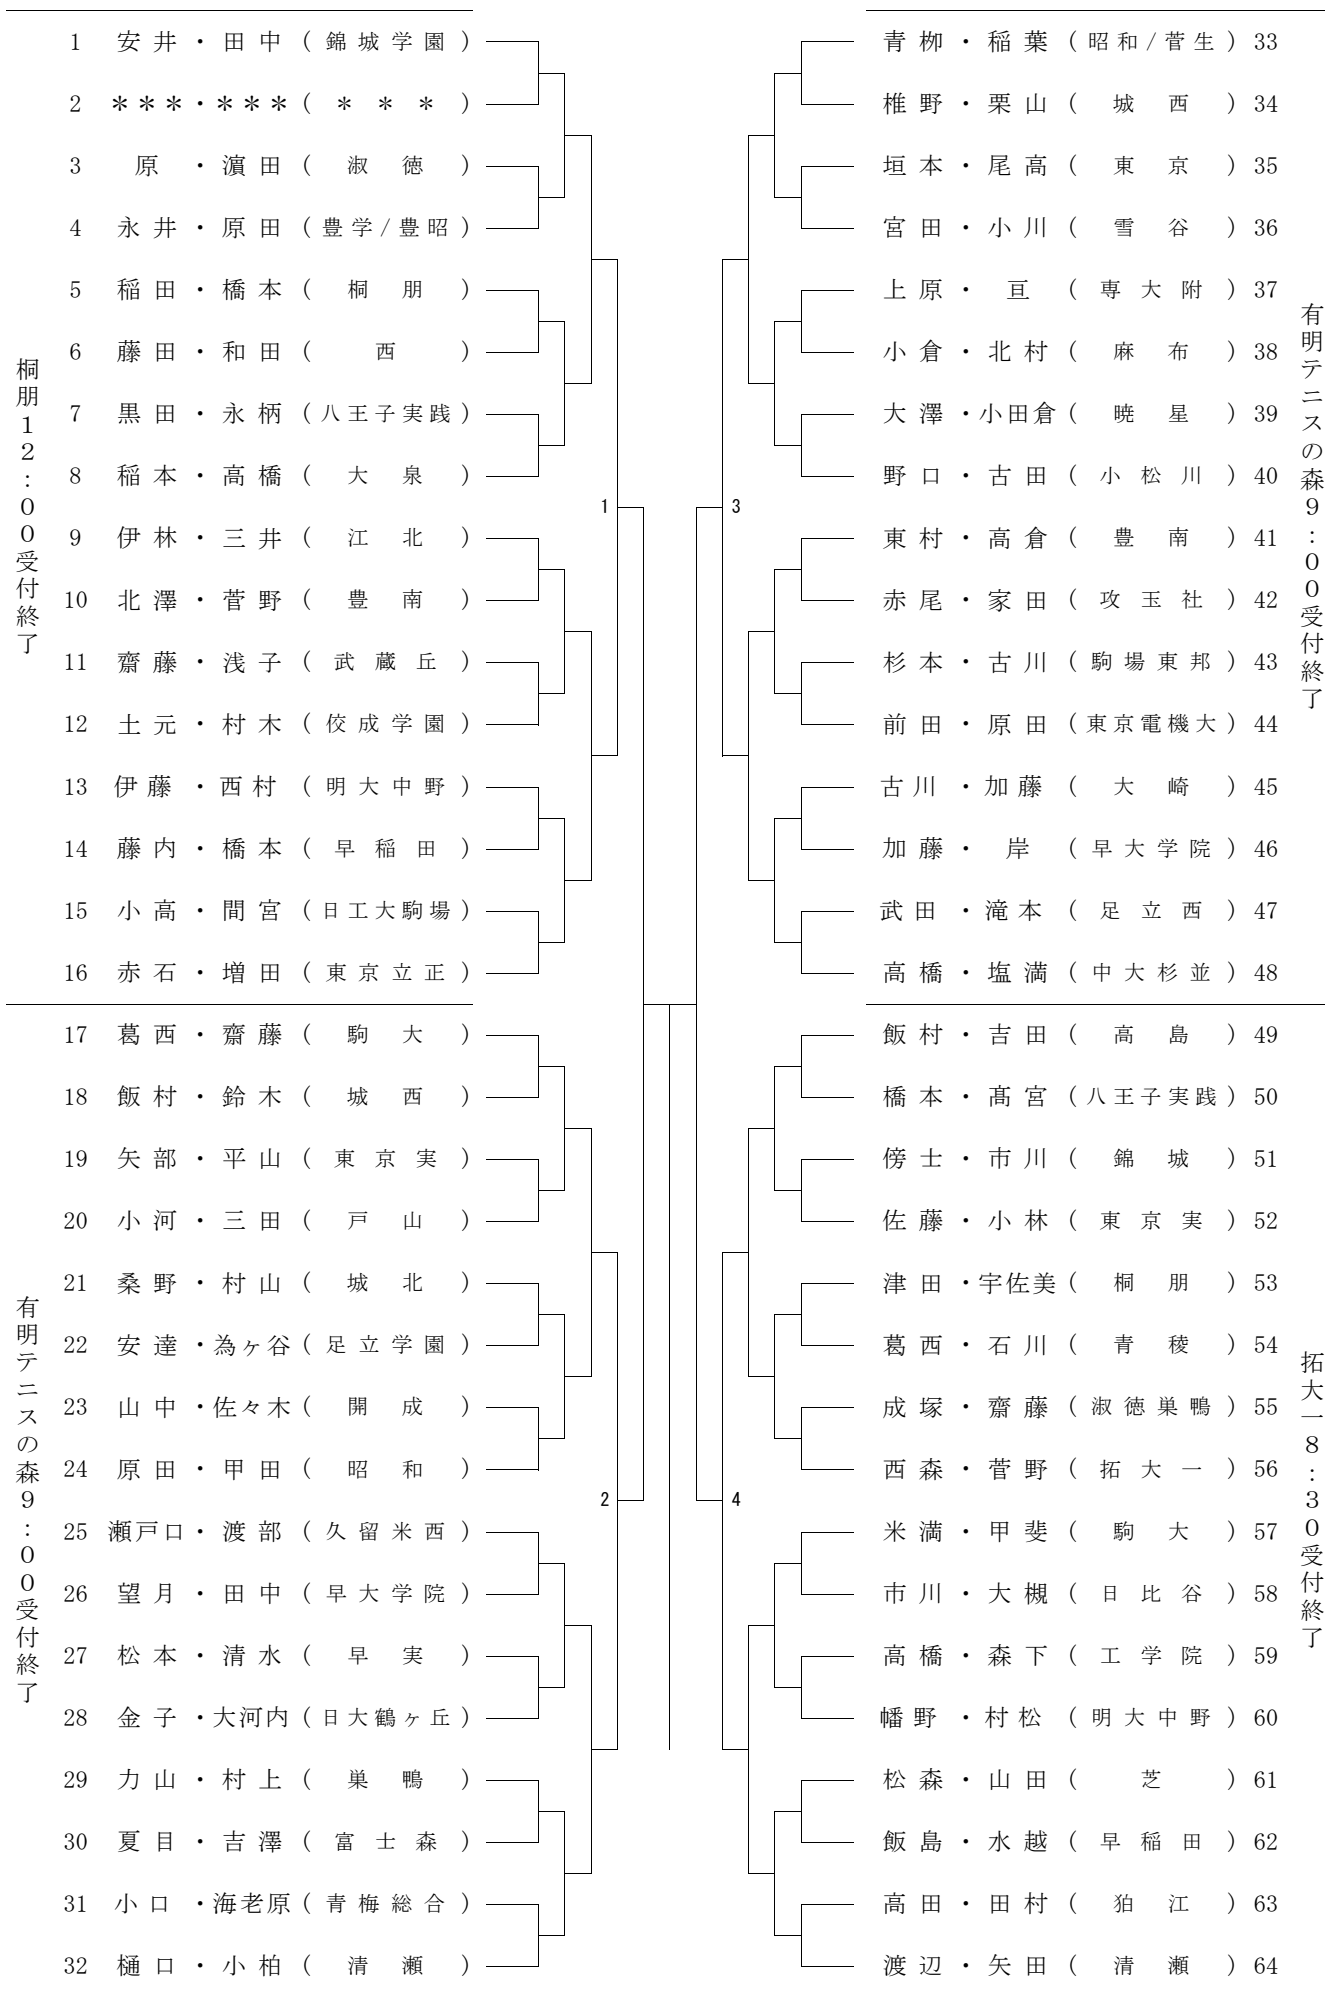 桐朋１２：００受付終了
1 安井・田中（錦城学園）
2 ＊＊＊・＊＊＊（＊＊＊）
3 原・濵田（淑徳）
4 永井・原田（豊学/豊昭）
5 稲田・橋本（桐朋）
6 藤田・和田（西）
7 黒田・永柄（八王子実践）
8 稲本・高橋（大泉）
9 伊林・三井（江北）
10 北澤・菅野（豊南）
11 齋藤・浅子（武蔵丘）
12 土元・村木（佼成学園）
13 伊藤・西村（明大中野）
14 藤内・橋本（早稲田）
15 小高・間宮（日工大駒場）
16 赤石・増田（東京立正）
1
有明テニスの森９：００受付終了
17 葛西・齋藤（駒大）
18 飯村・鈴木（城西）
19 矢部・平山（東京実）
20 小河・三田（戸山）
21 桑野・村山（城北）
22 安達・為ヶ谷（足立学園）
23 山中・佐々木（開成）
24 原田・甲田（昭和）
25 瀬戸口・渡部（久留米西）
26 望月・田中（早大学院）
27 松本・清水（早実）
28 金子・大河内（日大鶴ヶ丘）
29 力山・村上（巣鴨）
30 夏目・吉澤（富士森）
31 小口・海老原（青梅総合）
32 樋口・小柏（清瀬）
2
青栁・稲葉（昭和/菅生）33
椎野・栗山（城西）34
垣本・尾高（東京）35
宮田・小川（雪谷）36
上原・亘（専大附）37
小倉・北村（麻布）38
大澤・小田倉（暁星）39
野口・古田（小松川）40
東村・高倉（豊南）41
赤尾・家田（攻玉社）42
杉本・古川（駒場東邦）43
前田・原田（東京電機大）44
古川・加藤（大崎）45
加藤・岸（早大学院）46
武田・滝本（足立西）47
高橋・塩満（中大杉並）48
3
有明テニスの森９：００受付終了
飯村・吉田（高島）49
橋本・髙宮（八王子実践）50
傍士・市川（錦城）51
佐藤・小林（東京実）52
津田・宇佐美（桐朋）53
葛西・石川（青稜）54
成塚・齋藤（淑徳巣鴨）55
西森・菅野（拓大一）56
米満・甲斐（駒大）57
市川・大槻（日比谷）58
高橋・森下（工学院）59
幡野・村松（明大中野）60
松森・山田（芝）61
飯島・水越（早稲田）62
高田・田村（狛江）63
渡辺・矢田（清瀬）64
4
拓大一８：３０受付終了